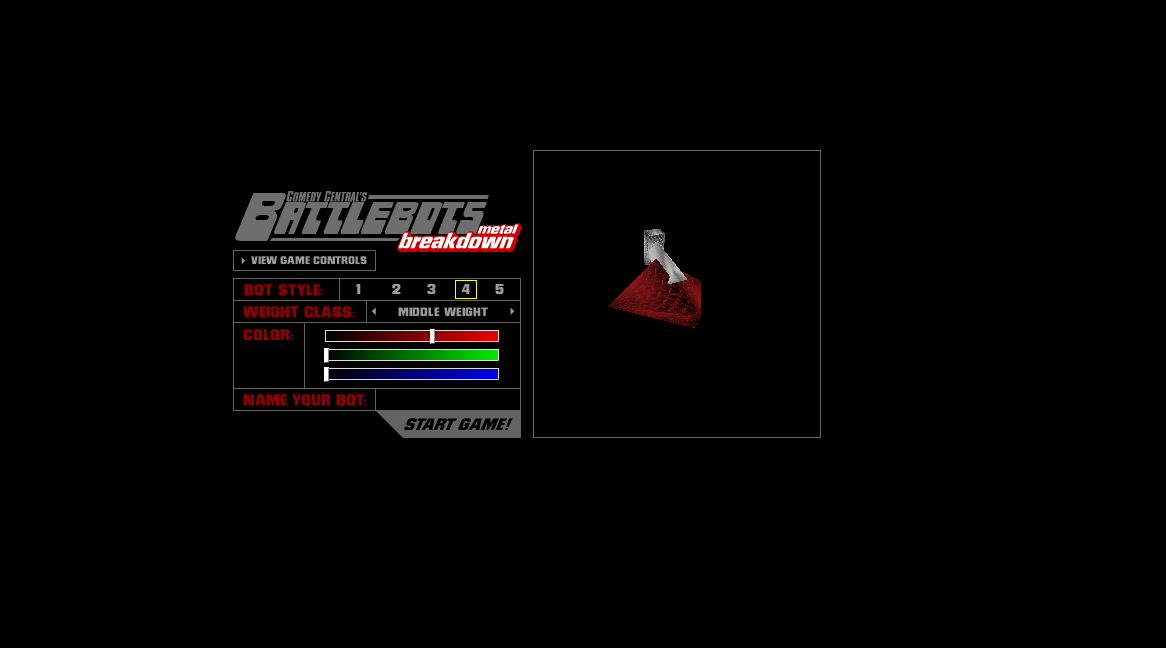 COMEDY CENTRAL'S
BATTLEBOTS
metal
breakdown
VIEW GAME CONTROLS
BOT STYLE: 1 2 3 4 5
WEIGHT CLASS: MIDDLE WEIGHT
COLOR:
NAME YOUR BOT:
START GAME!